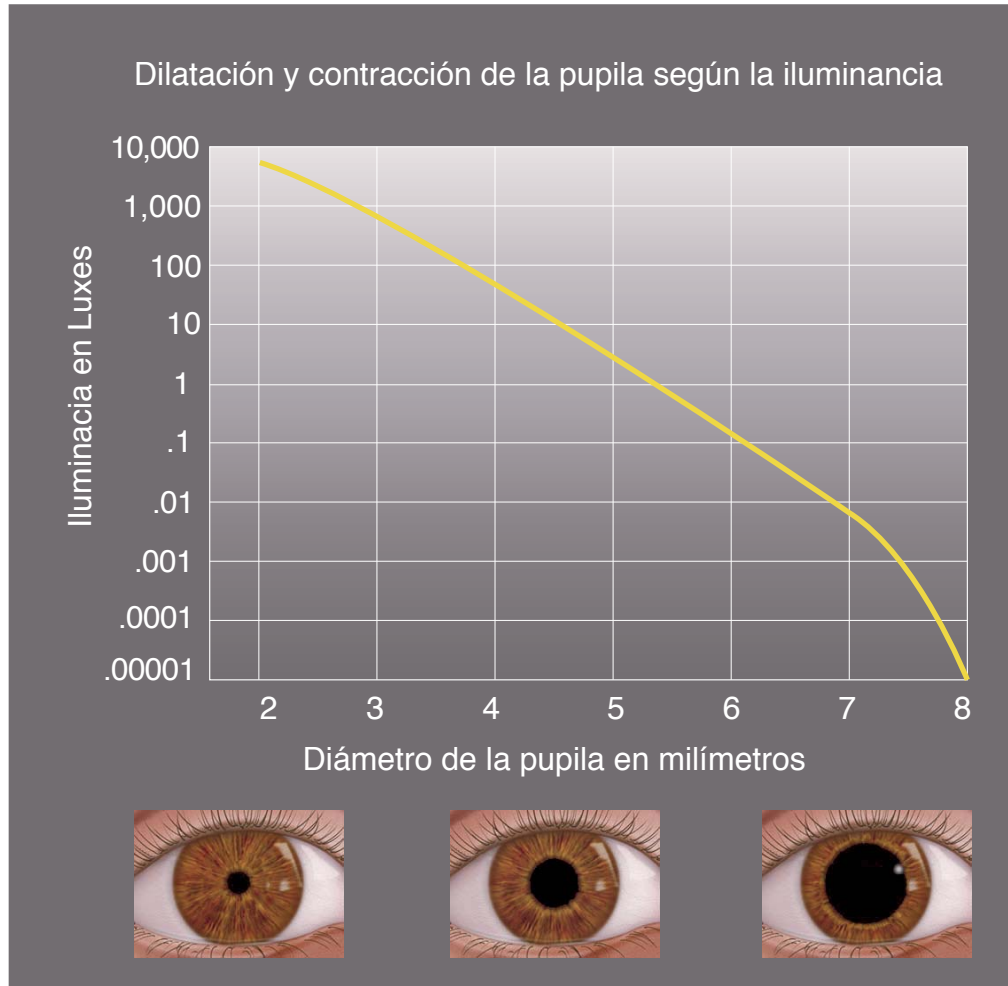 Dilatación y contracción de la pupila según la iluminancia
10,000
1,000
100
10
1
.1
.01
.001
.0001
.00001
Iluminacia en Luxes
2 3 4 5 6 7 8
Diámetro de la pupila en milímetros